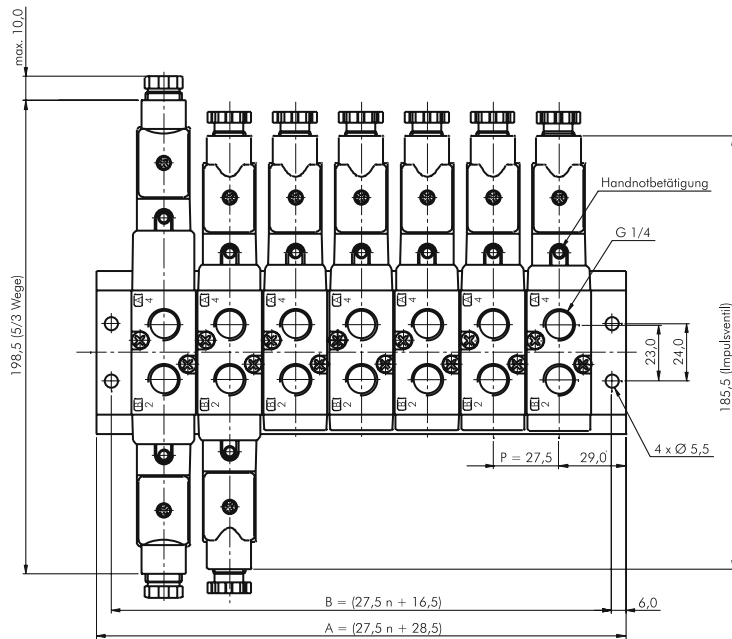 max. 10,0
198,5 (5/3 Wege)
Handnotbetätigung
G 1/4
A 4 A 4 A 4 A 4 A 4 A 4 A 4
B 2 B 2 B 2 B 2 B 2 B 2 B 2
23,0
24,0
185,5 (Impulsventil)
4 x Ø 5,5
P = 27,5
29,0
B = (27,5 n + 16,5)
6,0
A = (27,5 n + 28,5)